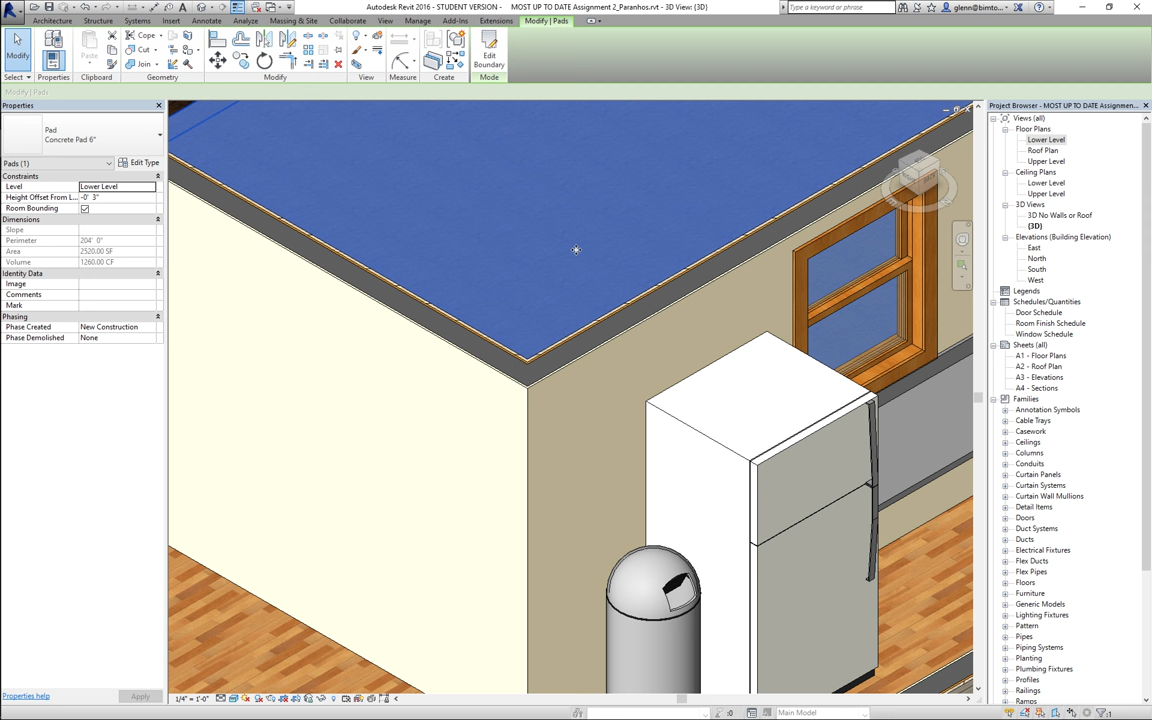 Autodesk Revit 2016 - STUDENT VERSION - MOST UP TO DATE Assignment 2_Paranhos.rvt - 3D View: {3D}
Type a keyword or phrase
glenn@bimto...
Architecture Structure Systems Insert Annotate Analyze Massing & Site Collaborate View Manage Add-Ins Extensions Modify | Pads
Modify
Paste
Cope
Cut
Join
Edit
Boundary
Select Properties Clipboard Geometry Modify View Measure Create Mode
Modify | Pads
Properties
Pad
Concrete Pad 6"
Pads (1)
Edit Type
Constraints
Level Lower Level
Height Offset From L... -0' 3"
Room Bounding
Dimensions
Slope
Perimeter 204' 0"
Area 2520.00 SF
Volume 1260.00 CF
Identity Data
Image
Comments
Mark
Phasing
Phase Created New Construction
Phase Demolished None
Properties help
Apply
1/4" = 1'-0"
:0
Main Model
:1
Project Browser - MOST UP TO DATE Assignmen...
Views (all)
Floor Plans
Lower Level
Roof Plan
Upper Level
Ceiling Plans
Lower Level
Upper Level
3D Views
3D No Walls or Roof
{3D}
Elevations (Building Elevation)
East
North
South
West
Legends
Schedules/Quantities
Door Schedule
Room Finish Schedule
Window Schedule
Sheets (all)
A1 - Floor Plans
A2 - Roof Plan
A3 - Elevations
A4 - Sections
Families
Annotation Symbols
Cable Trays
Casework
Ceilings
Columns
Conduits
Curtain Panels
Curtain Systems
Curtain Wall Mullions
Detail Items
Doors
Duct Systems
Ducts
Electrical Fixtures
Flex Ducts
Flex Pipes
Floors
Furniture
Generic Models
Lighting Fixtures
Pattern
Pipes
Piping Systems
Planting
Plumbing Fixtures
Profiles
Railings
Ramps